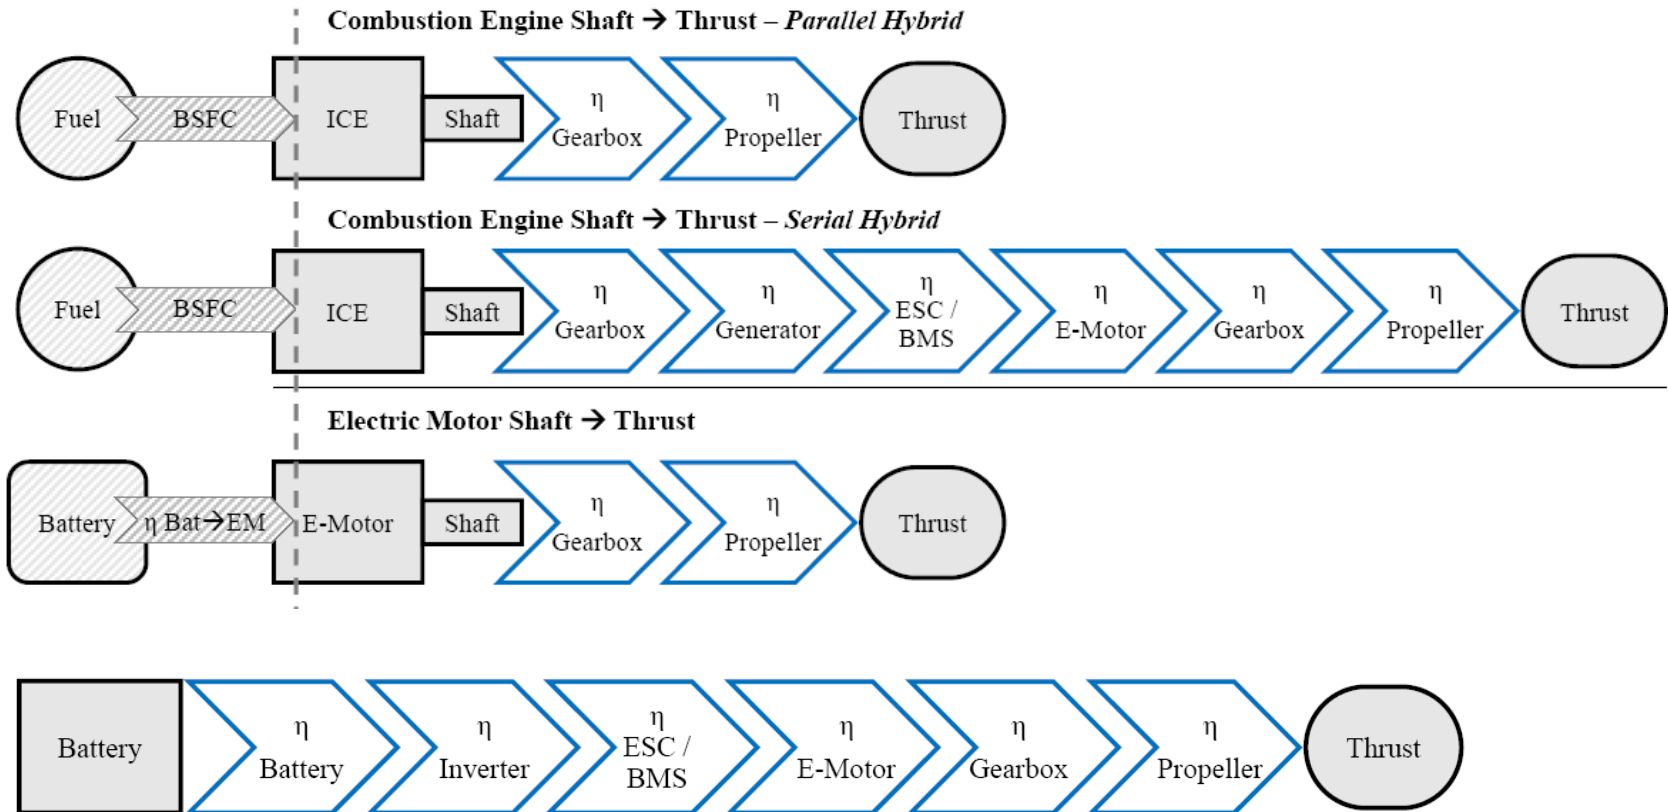 Combustion Engine Shaft → Thrust – Parallel Hybrid
Fuel
BSFC
ICE
Shaft
η
Gearbox
η
Propeller
Thrust
Combustion Engine Shaft → Thrust – Serial Hybrid
Fuel
BSFC
ICE
Shaft
η
Gearbox
η
Generator
η
ESC /
BMS
η
E-Motor
η
Gearbox
η
Propeller
Thrust
Electric Motor Shaft → Thrust
Battery
η Bat→EM
E-Motor
Shaft
η
Gearbox
η
Propeller
Thrust
Battery
η
Battery
η
Inverter
η
ESC /
BMS
η
E-Motor
η
Gearbox
η
Propeller
Thrust